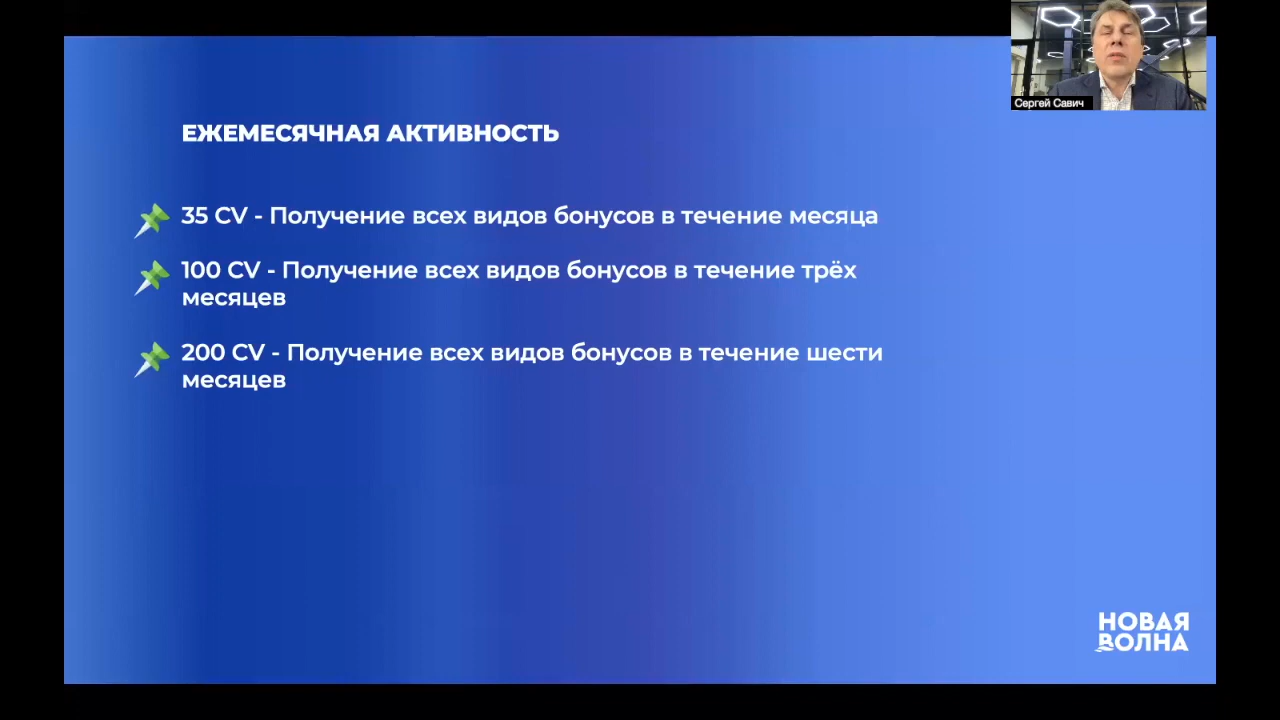 Сергей Савич
ЕЖЕМЕСЯЧНАЯ АКТИВНОСТЬ
35 CV - Получение всех видов бонусов в течение месяца
100 CV - Получение всех видов бонусов в течение трёх
месяцев
200 CV - Получение всех видов бонусов в течение шести
месяцев
НОВАЯ
ВОЛНА